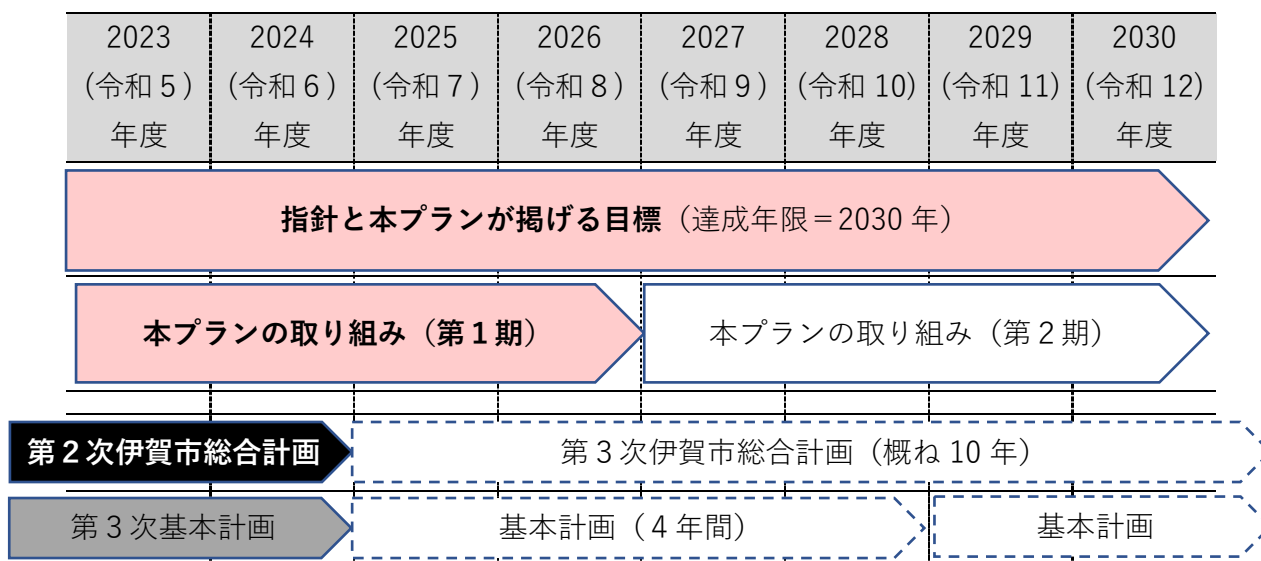 2023 2024 2025 2026 2027 2028 2029 2030
(令和５) (令和６) (令和７) (令和８) (令和９) (令和 10) (令和 11) (令和 12)
年度 年度 年度 年度 年度 年度 年度 年度
指針と本プランが掲げる目標（達成年限＝2030 年）
本プランの取り組み（第１期） 本プランの取り組み（第２期）
第２次伊賀市総合計画 第３次伊賀市総合計画（概ね 10 年）
第３次基本計画 基本計画（４年間） 基本計画